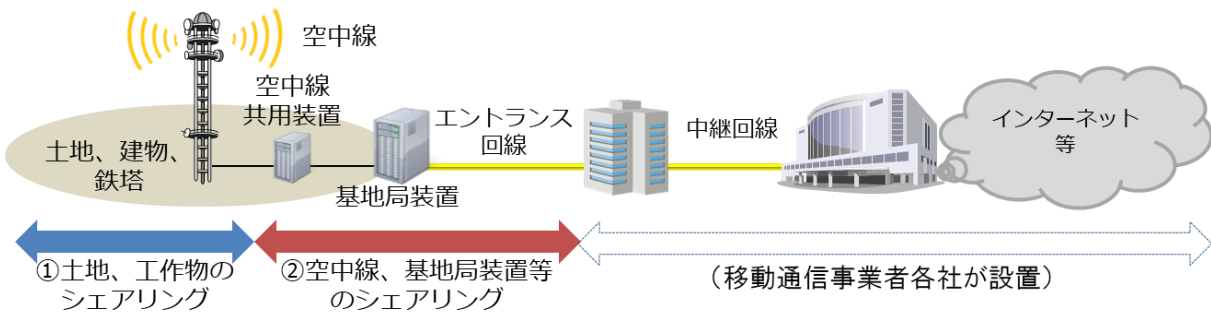 空中線
空中線
共用装置
土地、建物、
鉄塔
基地局装置
エントランス
回線
中継回線
インターネット
等
①土地、工作物の
シェアリング
②空中線、基地局装置等
のシェアリング
（移動通信事業者各社が設置）